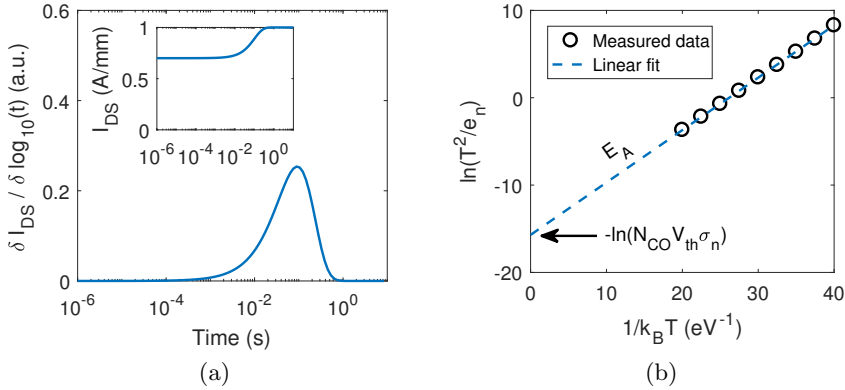 0.6
0.4
0.2
0
δ I_DS / δ log_10(t) (a.u.)
10^-6
10^-4
10^-2
10^0
Time (s)
1
0.5
0
I_DS (A/mm)
10^-6
10^-4
10^-2
10^0
(a)
10
0
-10
-20
ln(T^2/e_n)
Measured data
Linear fit
E_A
-ln(N_CO V_th σ_n)
0
10
20
30
40
1/k_B T (eV^-1)
(b)